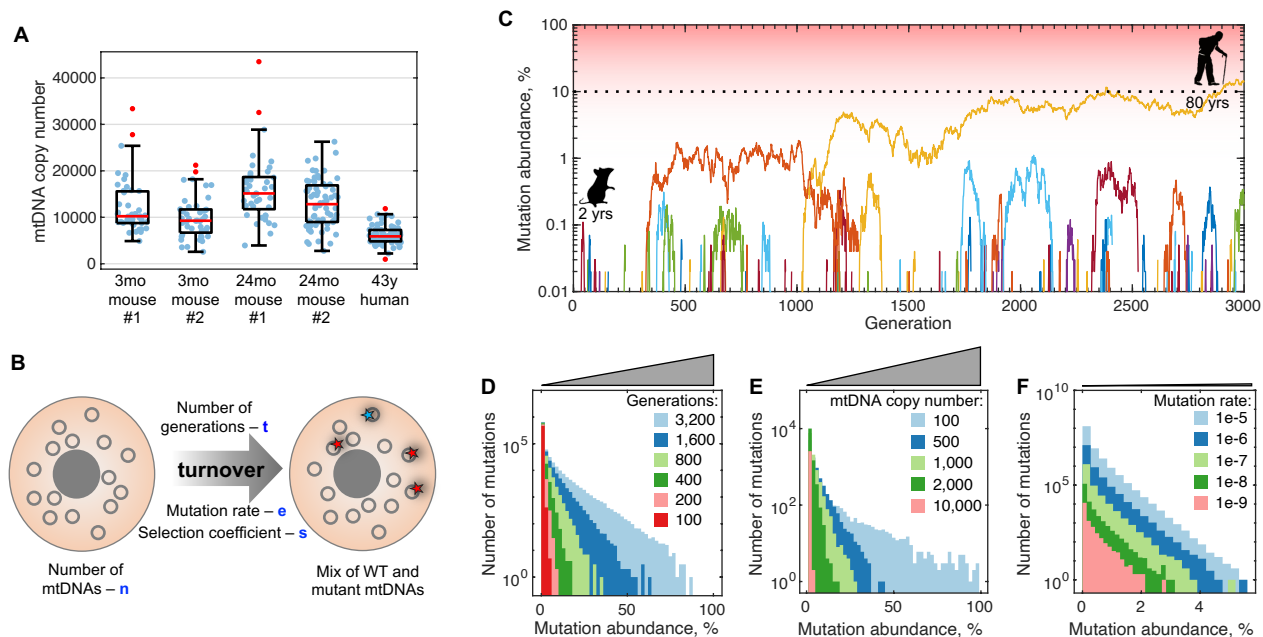 A
mtDNA copy number
40000
30000
20000
10000
0
3mo mouse #1
3mo mouse #2
24mo mouse #1
24mo mouse #2
43y human
B
Number of
generations – t
turnover
Mutation rate – e
Selection coefficient – s
Number of
mtDNAs – n
Mix of WT and
mutant mtDNAs
C
Mutation abundance, %
100
10
1
0.1
0.01
2 yrs
80 yrs
500
1000
1500
2000
2500
3000
Generation
D
Number of mutations
10^5
10^0
Generations:
3,200
1,600
800
400
200
100
0
50
100
Mutation abundance, %
E
Number of mutations
10^4
10^2
10^0
mtDNA copy number:
100
500
1,000
2,000
10,000
0
50
100
Mutation abundance, %
F
Number of mutations
10^10
10^5
10^0
Mutation rate:
1e-5
1e-6
1e-7
1e-8
1e-9
0
2
4
Mutation abundance, %